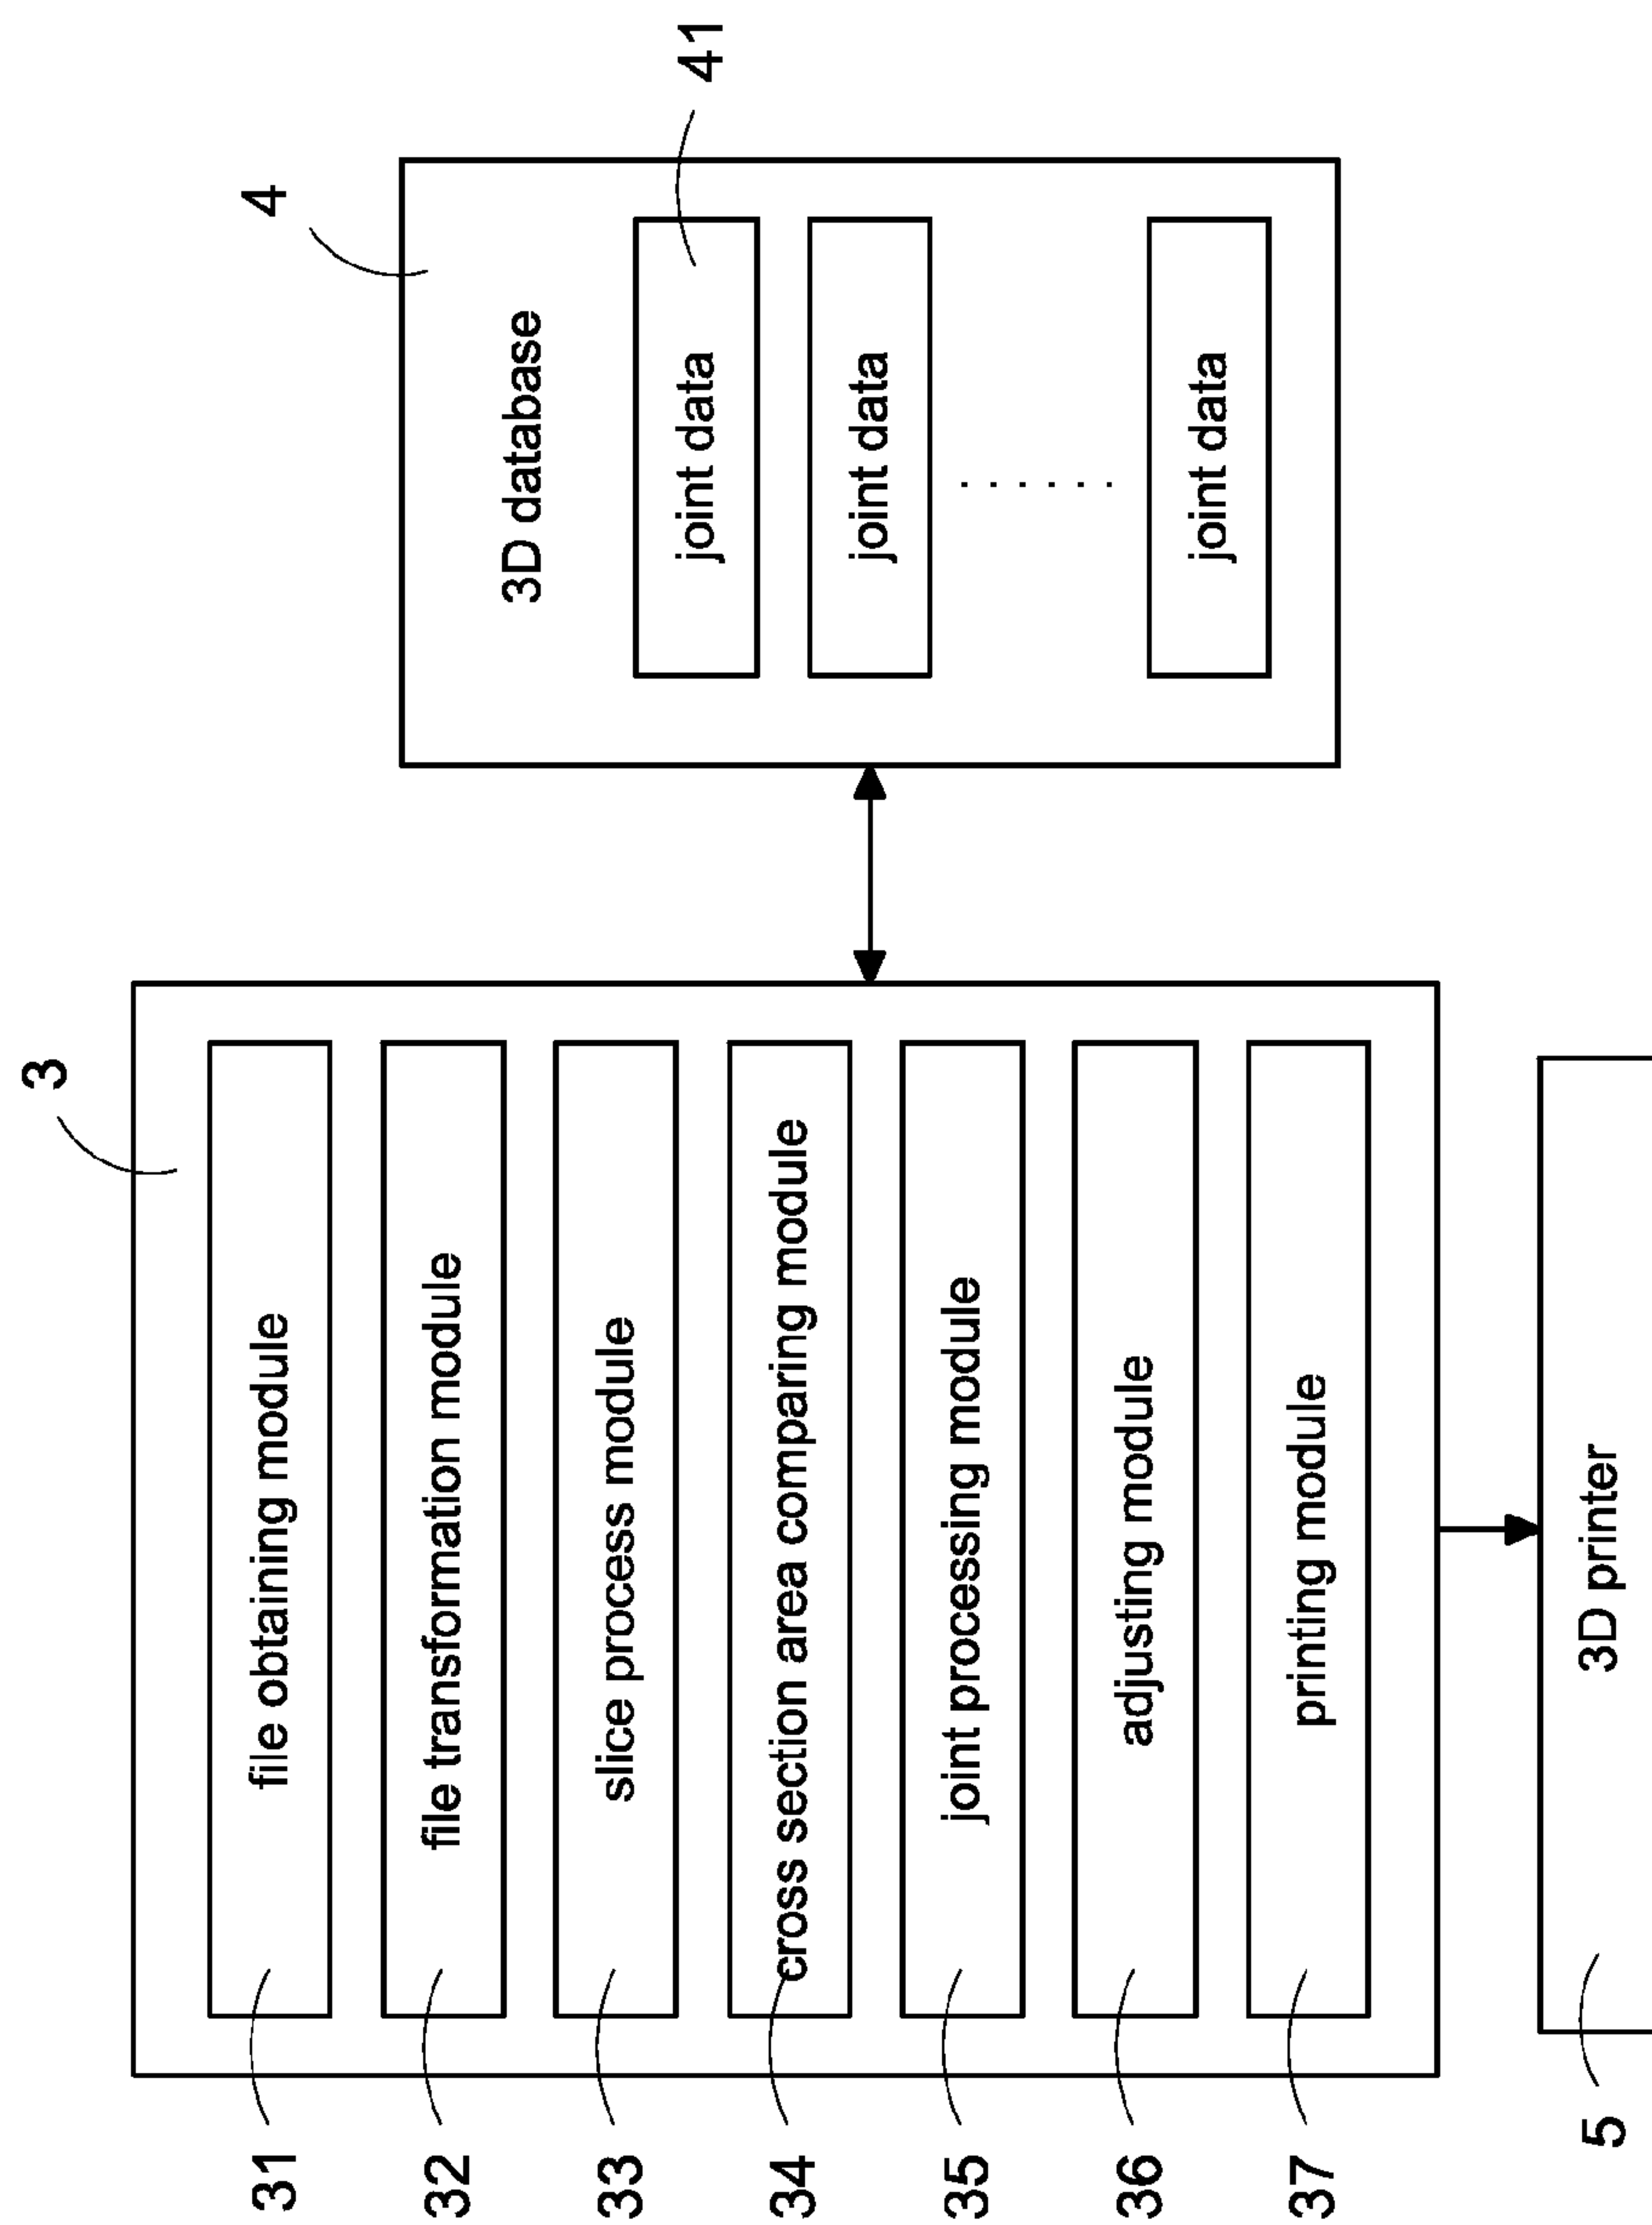 3
31
file obtaining module
32
file transformation module
33
slice process module
34
cross section area comparing module
35
joint processing module
36
adjusting module
37
printing module
4
3D database
41
joint data
joint data
......
joint data
5
3D printer